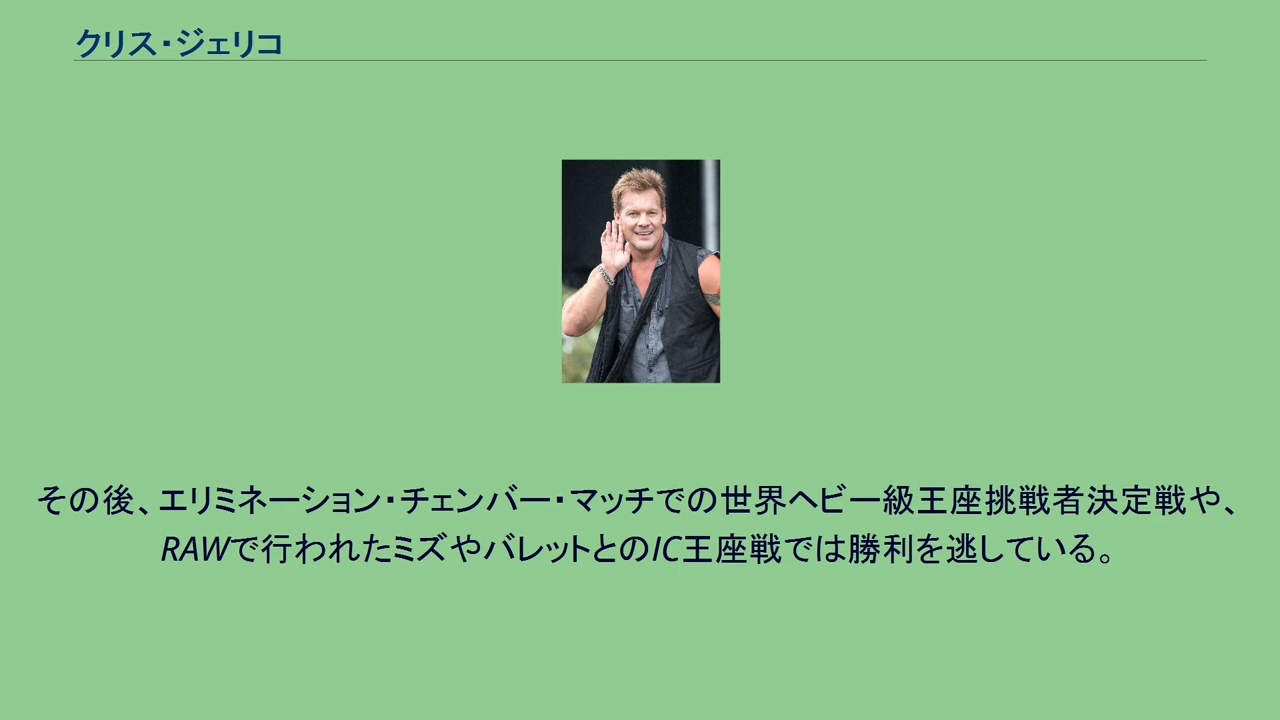 クリス・ジェリコ
その後、エリミネーション・チェンバー・マッチでの世界ヘビー級王座挑戦者決定戦や、
RAWで行われたミズやバレットとのIC王座戦では勝利を逃している。